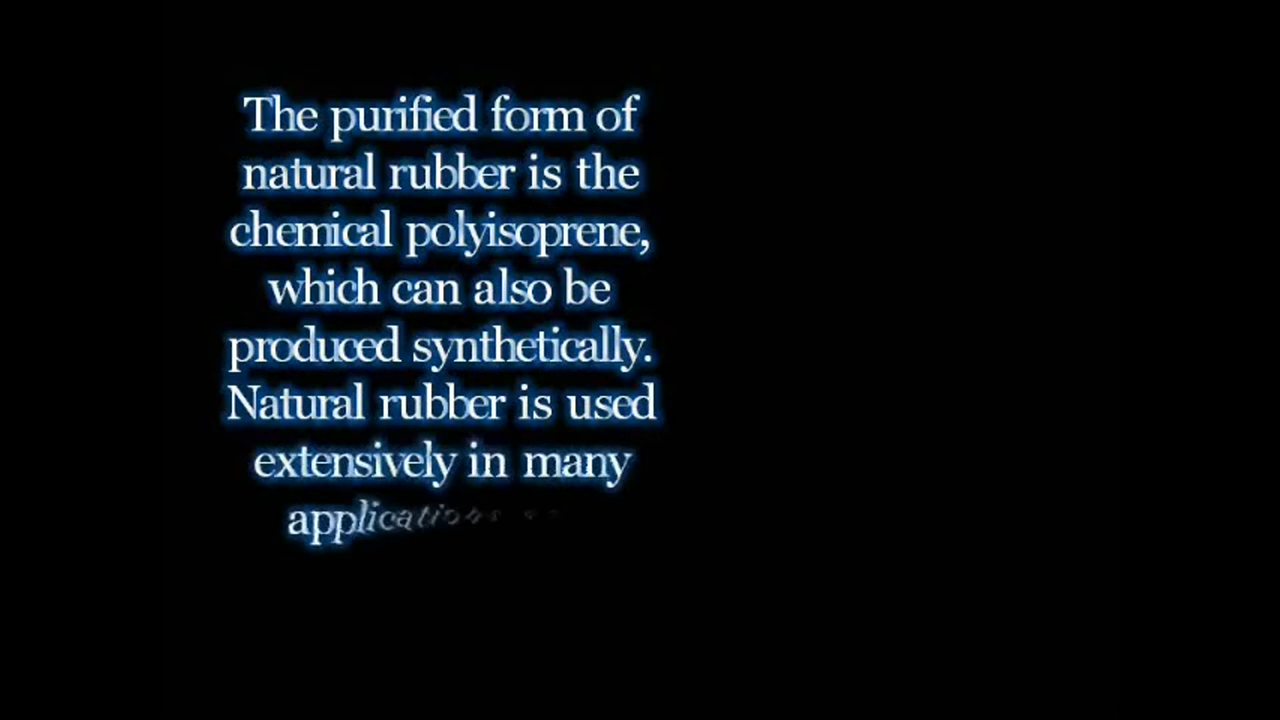 The purified form of
natural rubber is the
chemical polyisoprene,
which can also be
produced synthetically.
Natural rubber is used
extensively in many
applications